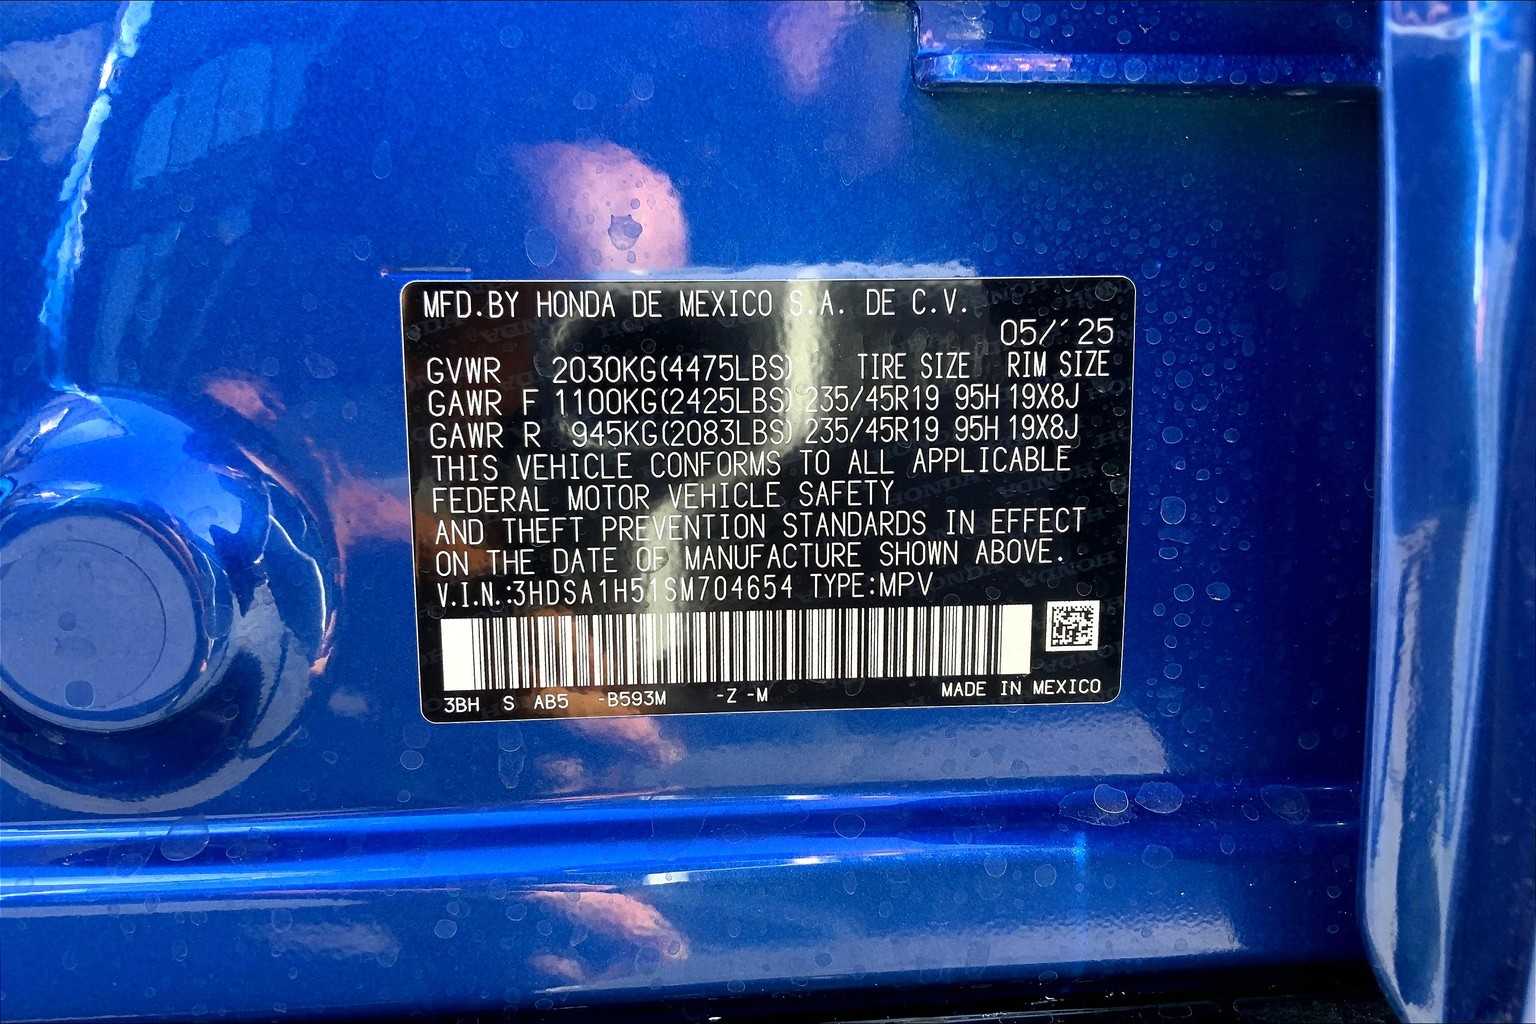 MFD.BY HONDA DE MEXICO S.A. DE C.V.
05/'25
GVWR 2030KG(4475LBS) TIRE SIZE RIM SIZE
GAWR F 1100KG(2425LBS) 235/45R19 95H 19X8J
GAWR R 945KG(2083LBS) 235/45R19 95H 19X8J
THIS VEHICLE CONFORMS TO ALL APPLICABLE
FEDERAL MOTOR VEHICLE SAFETY
AND THEFT PREVENTION STANDARDS IN EFFECT
ON THE DATE OF MANUFACTURE SHOWN ABOVE.
V.I.N.:3HDSA1H51SM704654 TYPE:MPV
3BH S AB5 -B593M -Z -M MADE IN MEXICO